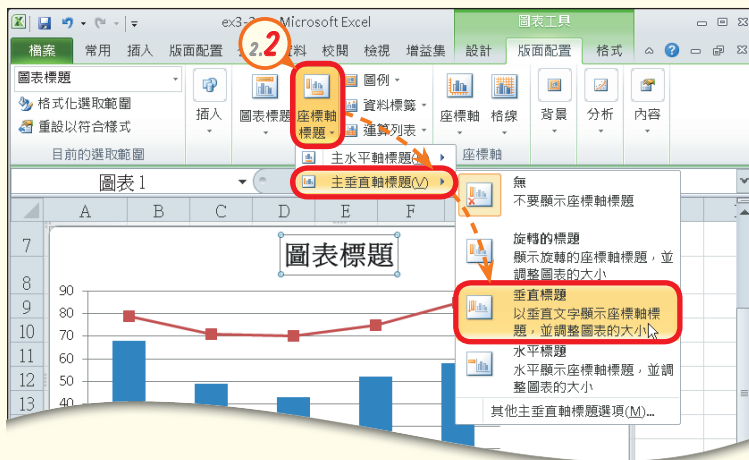 ex3-2 Microsoft Excel 圖表工具
檔案 常用 插入 版面配置 資料 校閱 檢視 增益集 設計 版面配置 格式
2.2
圖表標題
格式化選取範圍
重設以符合樣式
目前的選取範圍
插入
圖表標題
座標軸標題
圖例
資料標籤
運算列表
座標軸 格線
座標軸
背景 分析 內容
主水平軸標題
主垂直軸標題(V)
圖表 1
無
不要顯示座標軸標題
旋轉的標題
顯示旋轉的座標軸標題，並
調整圖表的大小
垂直標題
以垂直文字顯示座標軸標
題，並調整圖表的大小
水平標題
水平顯示座標軸標題，並調
整圖表的大小
其他主垂直軸標題選項(M)...
A B C D E F
7
8
9
10
11
12
13
圖表標題
90
80
70
60
50
40